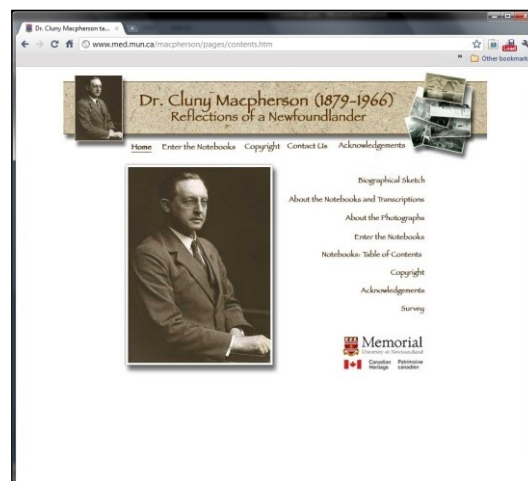 Dr. Cluny Macpherson ta...
www.med.mun.ca/macpherson/pages/contents.htm
Other bookmark
Dr. Cluny Macpherson (1879-1966)
Reflections of a Newfoundlander
Home Enter the Notebooks Copyright Contact Us Acknowledgements
Biographical Sketch
About the Notebooks and Transcriptions
About the Photographs
Enter the Notebooks
Notebooks: Table of Contents
Copyright
Acknowledgements
Survey
Memorial
University of Newfoundland
Canadian Patrimoine
Heritage canadien